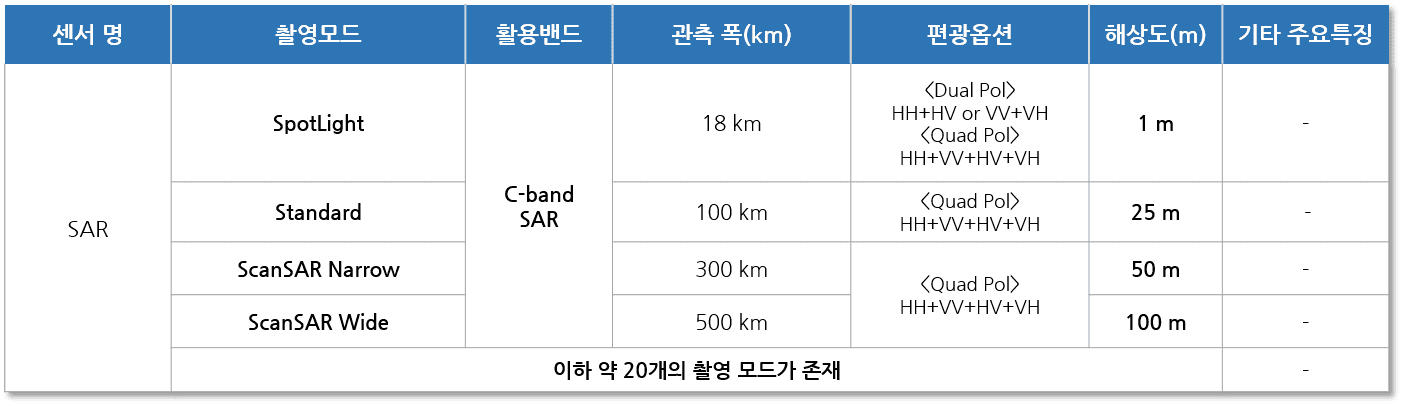 센서 명 촬영모드 활용밴드 관측 폭(km) 편광옵션 해상도(m) 기타 주요특징
SAR
SpotLight
C-band
SAR
18 km
<Dual Pol>
HH+HV or VV+VH
<Quad Pol>
HH+VV+HV+VH
1 m
-
Standard
100 km
<Quad Pol>
HH+VV+HV+VH
25 m
-
ScanSAR Narrow
300 km
<Quad Pol>
HH+VV+HV+VH
50 m
-
ScanSAR Wide
500 km
100 m
-
이하 약 20개의 촬영 모드가 존재
-